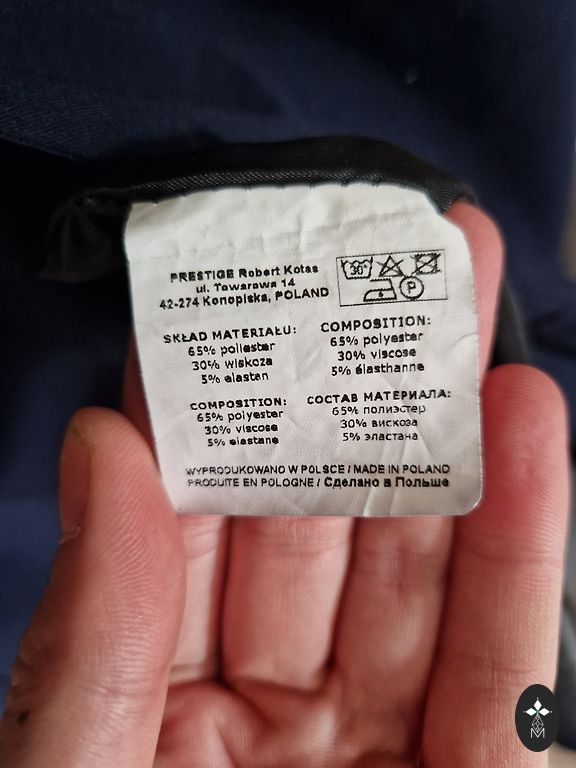 PRESTIGE Robert Kotas
ul. Towarowa 14
42-274 Konopiska, POLAND
30°
P
SKŁAD MATERIAŁU:
65% poliester
30% wiskoza
5% elastan
COMPOSITION:
65% polyester
30% viscose
5% élasthanne
COMPOSITION:
65% polyester
30% viscose
5% elastane
СОСТАВ МАТЕРИАЛА:
65% полиэстер
30% вискоза
5% эластана
WYPRODUKOWANO W POLSCE / MADE IN POLAND
PRODUITE EN POLOGNE / Сделано в Польше
M